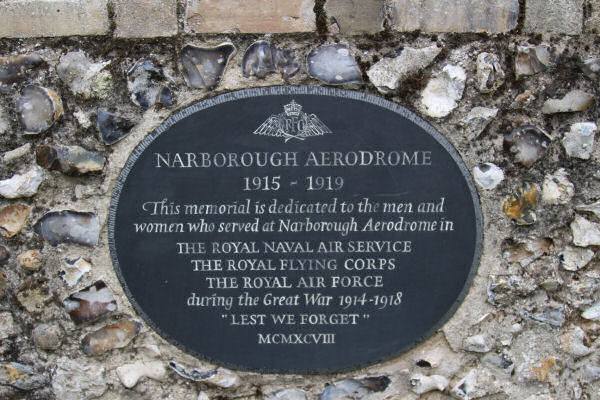 RFC
NARBOROUGH AERODROME
1915 - 1919
This memorial is dedicated to the men and
women who served at Narborough Aerodrome in
THE ROYAL NAVAL AIR SERVICE
THE ROYAL FLYING CORPS
THE ROYAL AIR FORCE
during the Great War 1914-1918
"LEST WE FORGET"
MCMXCVIII